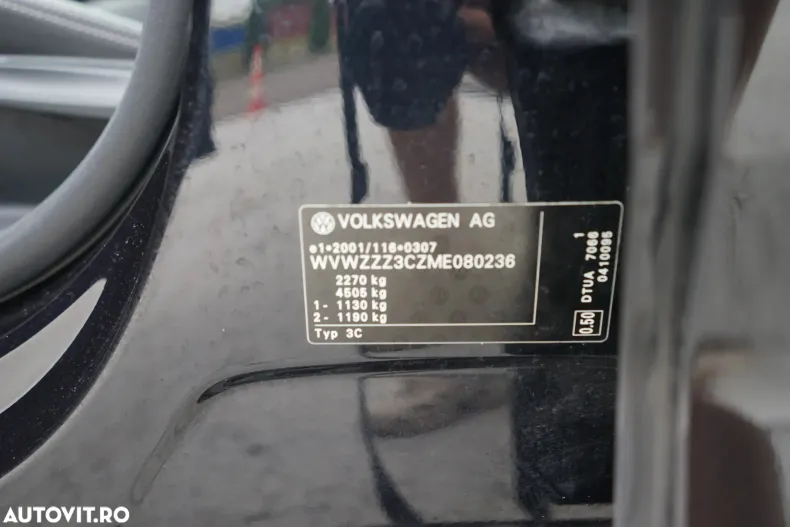 VOLKSWAGEN AG
e1*2001/116*0307
WVWZZZ3CZME080236
2270 kg
4505 kg
1- 1130 kg
2- 1190 kg
Typ 3C
0.50 DTUA 7066 1
0410095
AUTOVIT.RO